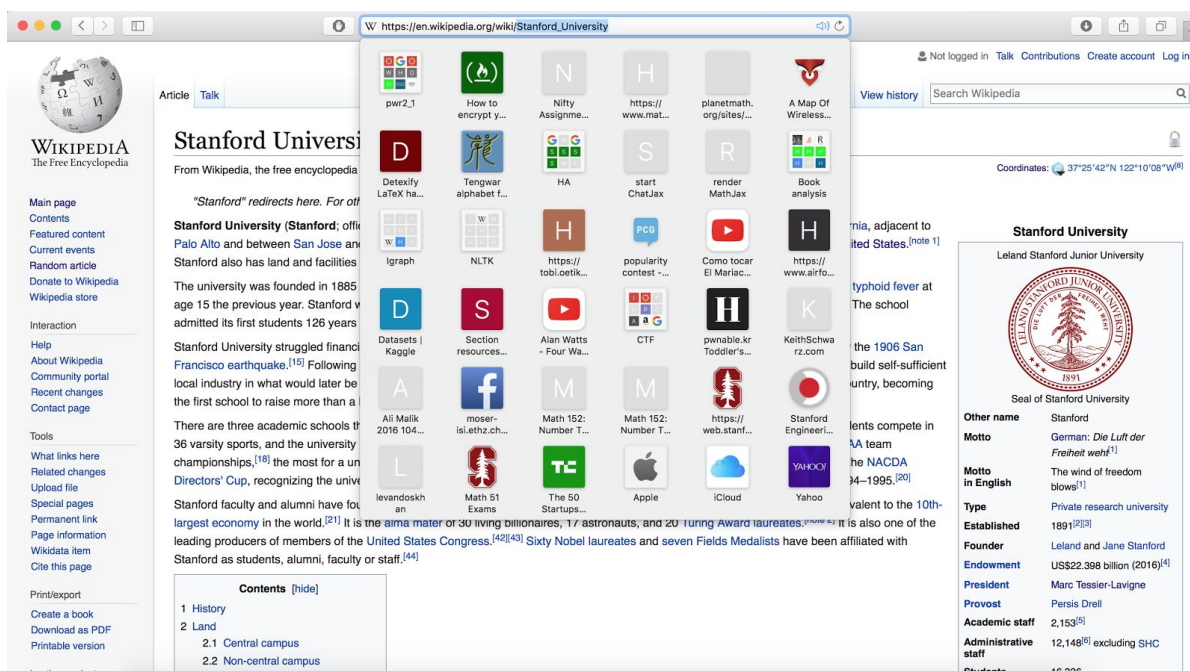 W https://en.wikipedia.org/wiki/Stanford_University
Not logged in Talk Contributions Create account Log in
WIKIPEDIA
The Free Encyclopedia
Article Talk
View history
Search Wikipedia
Stanford Universi
From Wikipedia, the free encyclopedia
Coordinates: 37°25′42″N 122°10′08″W[8]
"Stanford" redirects here. For oth
Stanford University (Stanford; offi
rnia, adjacent to
Palo Alto and between San Jose an
ited States.[note 1]
Stanford also has land and facilities
The university was founded in 1885
typhoid fever at
age 15 the previous year. Stanford w
The school
admitted its first students 126 years
Stanford University struggled financi
the 1906 San
Francisco earthquake.[15] Following
build self-sufficient
local industry in what would later be
untry, becoming
the first school to raise more than a
There are three academic schools th
lents compete in
36 varsity sports, and the university
AA team
championships,[18] the most for a un
he NACDA
Directors' Cup, recognizing the unive
94–1995.[20]
Stanford faculty and alumni have fou
valent to the 10th-
largest economy in the world.[21] It is the alma mater of 30 living billionaires, 17 astronauts, and 20 Turing Award laureates.[note 2] It is also one of the
leading producers of members of the United States Congress.[42][43] Sixty Nobel laureates and seven Fields Medalists have been affiliated with
Stanford as students, alumni, faculty or staff.[44]
Contents [hide]
1 History
2 Land
2.1 Central campus
2.2 Non-central campus
Main page
Contents
Featured content
Current events
Random article
Donate to Wikipedia
Wikipedia store
Interaction
Help
About Wikipedia
Community portal
Recent changes
Contact page
Tools
What links here
Related changes
Upload file
Special pages
Permanent link
Page information
Wikidata item
Cite this page
Print/export
Create a book
Download as PDF
Printable version
pwr2_1
How to
encrypt y...
N
Nifty
Assignme...
H
https://
www.mat...
planetmath.
org/sites/...
A Map Of
Wireless...
D
Detexify
LaTeX ha...
Tengwar
alphabet f...
HA
S
start
ChatJax
R
render
MathJax
Book
analysis
Igraph
NLTK
H
https://
tobi.oetik...
PCG
popularity
contest -...
Como tocar
El Mariac...
H
https://
www.airfo...
D
Datasets |
Kaggle
S
Section
resources...
Alan Watts
- Four Wa...
CTF
H
pwnable.kr
Toddler's...
K
KeithSchwa
rz.com
A
Ali Malik
2016 104...
f
moser-
isi.ethz.ch...
M
Math 152:
Number T...
M
Math 152:
Number T...
https://
web.stanf...
Stanford
Engineeri...
L
levandoskh
an
Math 51
Exams
TC
The 50
Startups...
Apple
iCloud
YAHOO!
Yahoo
Stanford University
Leland Stanford Junior University
LELAND STANFORD JUNIOR UNIVERSITY
DIE LUFT DER FREIHEIT WEHT
1891
Seal of Stanford University
Other name Stanford
Motto German: Die Luft der
Freiheit weht[1]
Motto The wind of freedom
in English blows[1]
Type Private research university
Established 1891[2][3]
Founder Leland and Jane Stanford
Endowment US$22.398 billion (2016)[4]
President Marc Tessier-Lavigne
Provost Persis Drell
Academic staff 2,153[5]
Administrative 12,148[6] excluding SHC
staff